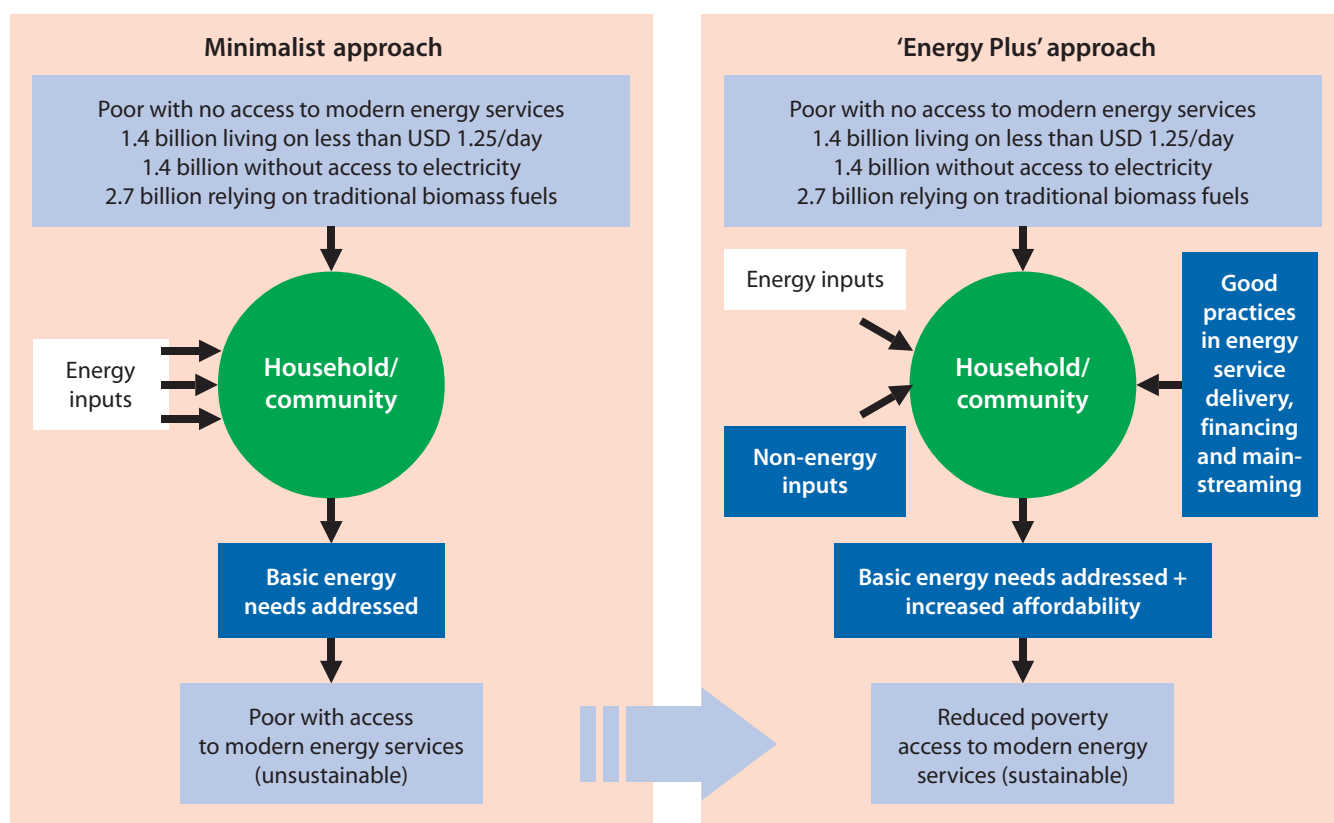 Minimalist approach
Poor with no access to modern energy services
1.4 billion living on less than USD 1.25/day
1.4 billion without access to electricity
2.7 billion relying on traditional biomass fuels
Energy
inputs
Household/
community
Basic energy
needs addressed
Poor with access
to modern energy services
(unsustainable)
‘Energy Plus’ approach
Poor with no access to modern energy services
1.4 billion living on less than USD 1.25/day
1.4 billion without access to electricity
2.7 billion relying on traditional biomass fuels
Energy inputs
Non-energy
inputs
Household/
community
Good
practices
in energy
service
delivery,
financing
and main-
streaming
Basic energy needs addressed +
increased affordability
Reduced poverty
access to modern energy
services (sustainable)